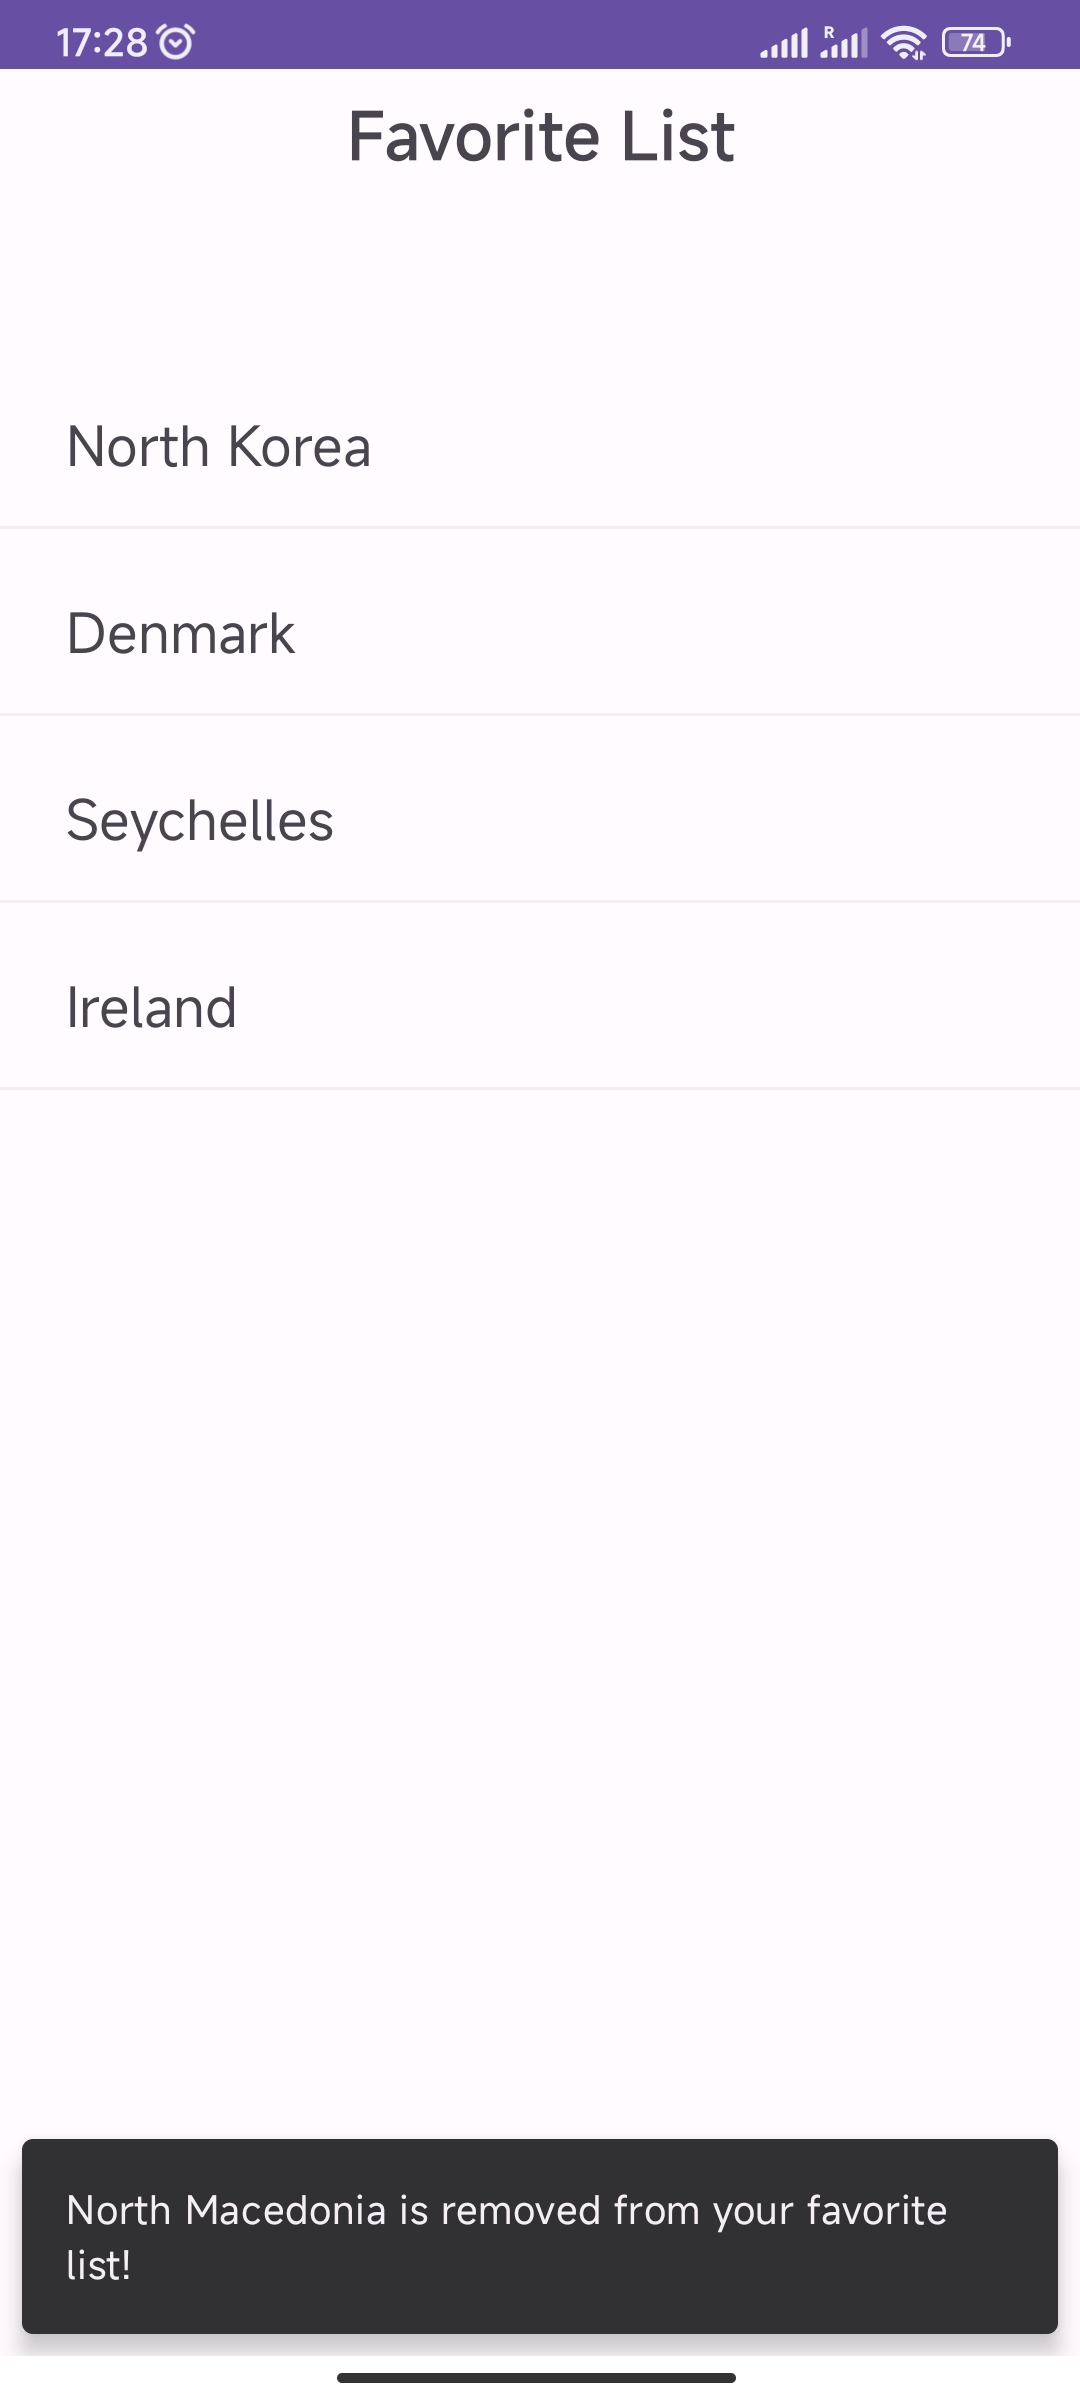 17:28
R
74
Favorite List
North Korea
Denmark
Seychelles
Ireland
North Macedonia is removed from your favorite
list!